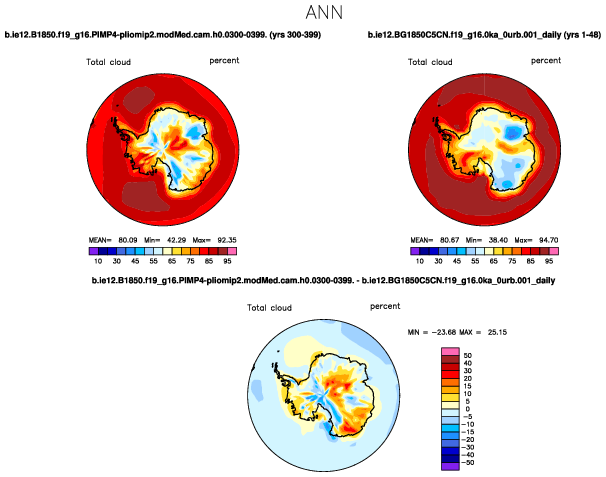 ANN
b.ie12.B1850.f19_g16.PIMP4-pliomip2.modMed.cam.h0.0300-0399. (yrs 300-399)
b.ie12.BG1850C5CN.f19_g16.0ka_0urb.001_daily (yrs 1-48)
Total cloud percent
Total cloud percent
MEAN= 80.09 Min= 42.29 Max= 92.35
MEAN= 80.67 Min= 38.40 Max= 94.70
10 30 45 60 75 85 95
10 30 45 60 75 85 95
b.ie12.B1850.f19_g16.PIMP4-pliomip2.modMed.cam.h0.0300-0399. - b.ie12.BG1850C5CN.f19_g16.0ka_0urb.001_daily
Total cloud percent
MIN = -23.68 MAX = 25.15
50
40
30
20
15
10
5
0
-5
-10
-15
-20
-30
-40
-50